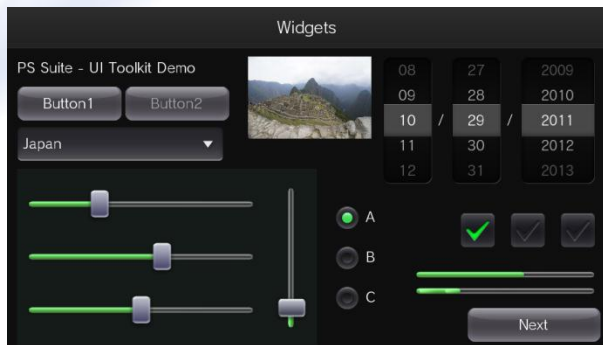 Widgets
PS Suite - UI Toolkit Demo
Button1
Button2
Japan
08 27 2009
09 28 2010
10 / 29 / 2011
11 30 2012
12 31 2013
A
B
C
Next